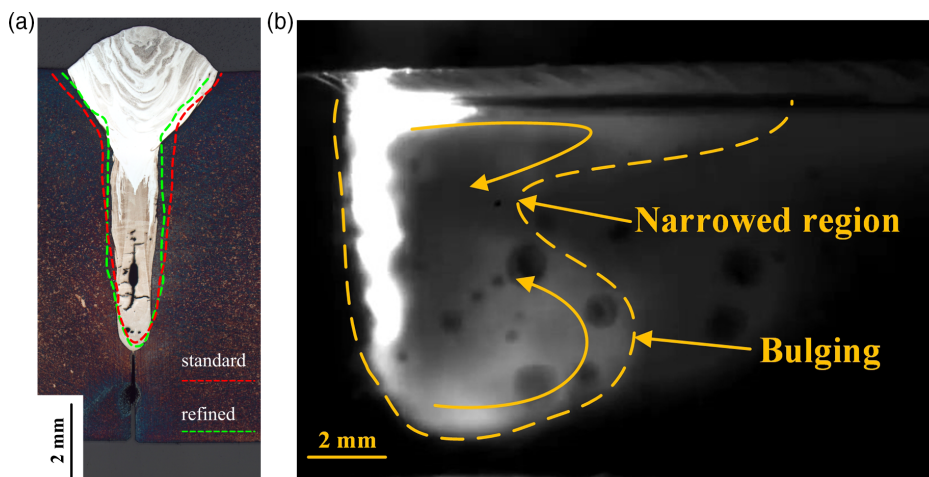 (a)
standard
refined
2 mm
(b)
Narrowed region
Bulging
2 mm